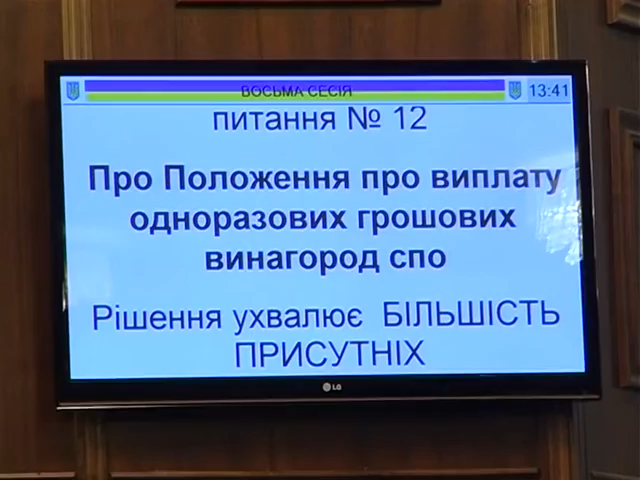 ВОСЬМА СЕСІЯ
13:41
питання № 12
Про Положення про виплату
одноразових грошових
винагород спо
Рішення ухвалює БІЛЬШІСТЬ
ПРИСУТНІХ
LG